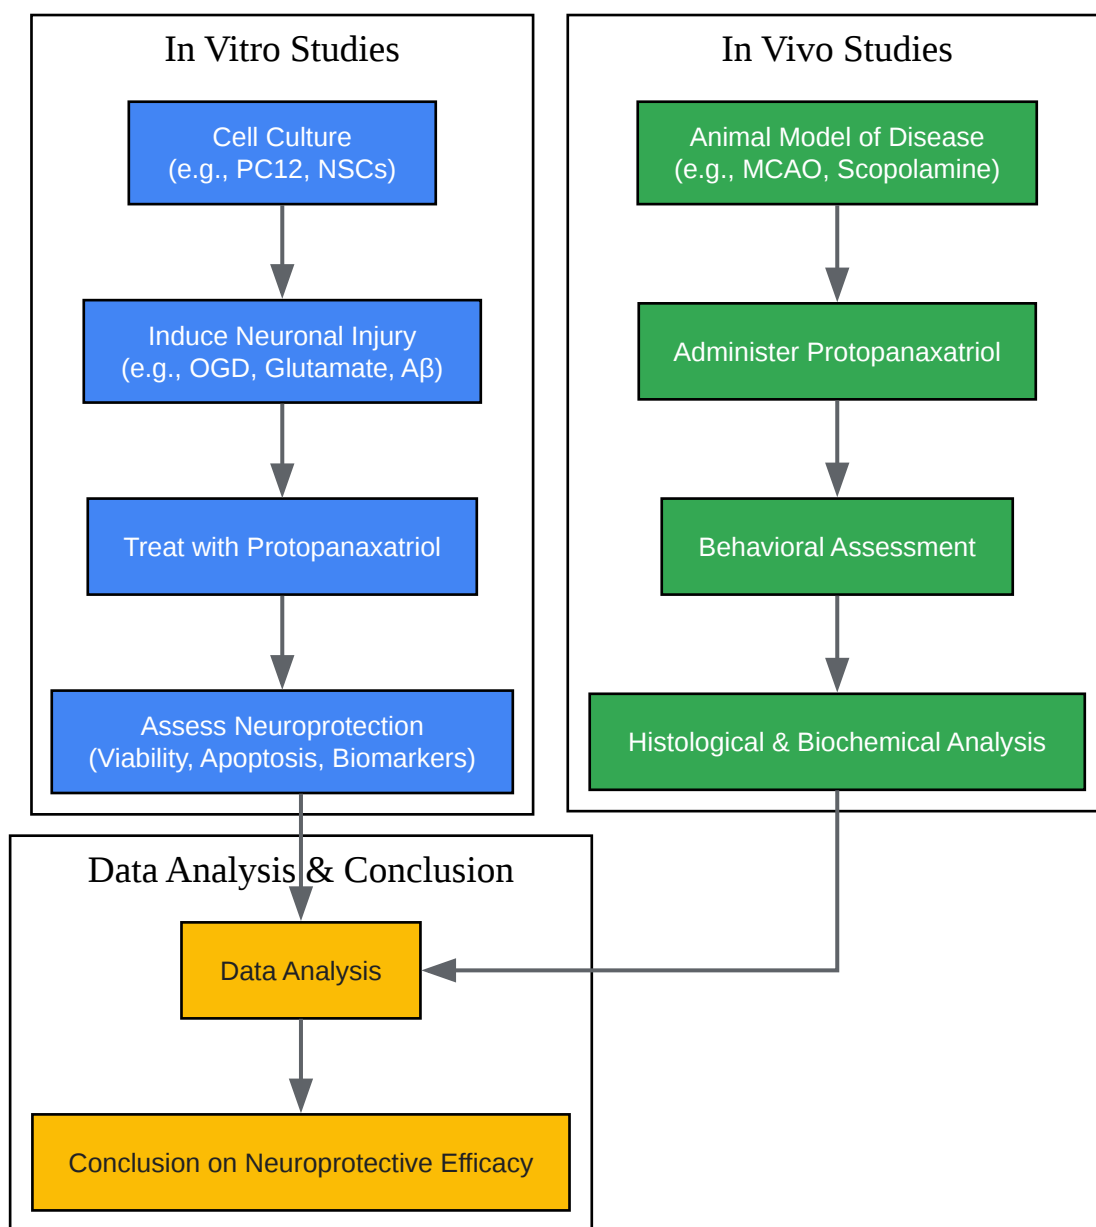 In Vitro Studies
Cell Culture
(e.g., PC12, NSCs)
Induce Neuronal Injury
(e.g., OGD, Glutamate, Aβ)
Treat with Protopanaxatriol
Assess Neuroprotection
(Viability, Apoptosis, Biomarkers)
In Vivo Studies
Animal Model of Disease
(e.g., MCAO, Scopolamine)
Administer Protopanaxatriol
Behavioral Assessment
Histological & Biochemical Analysis
Data Analysis & Conclusion
Data Analysis
Conclusion on Neuroprotective Efficacy